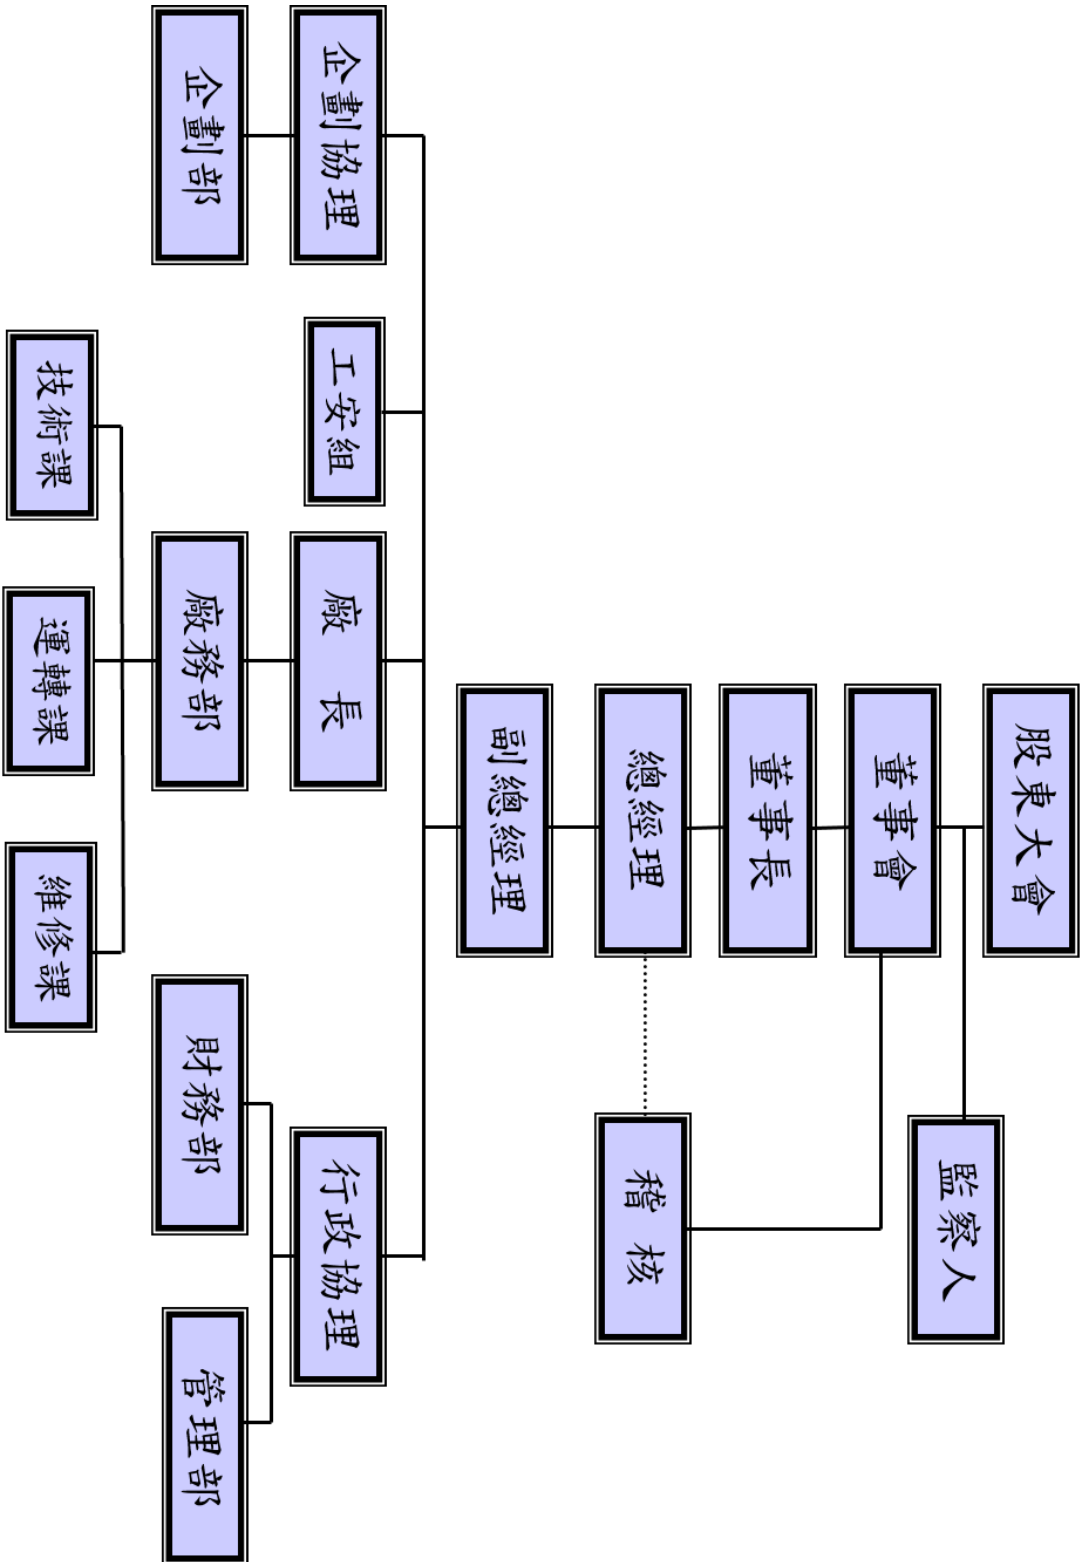 股東大會
監察人
董事會
董事長
總經理
稽核
副總經理
企劃協理
工安組
廠長
行政協理
企劃部
廠務部
財務部
管理部
技術課
運轉課
維修課